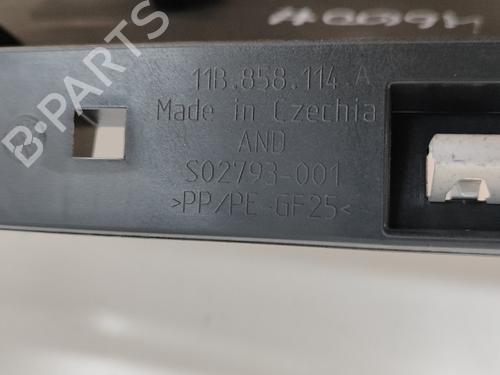 11B.858.114 A
Made in Czechia
AND
S02793-001
>PP/PE-GF25<
B-PARTS